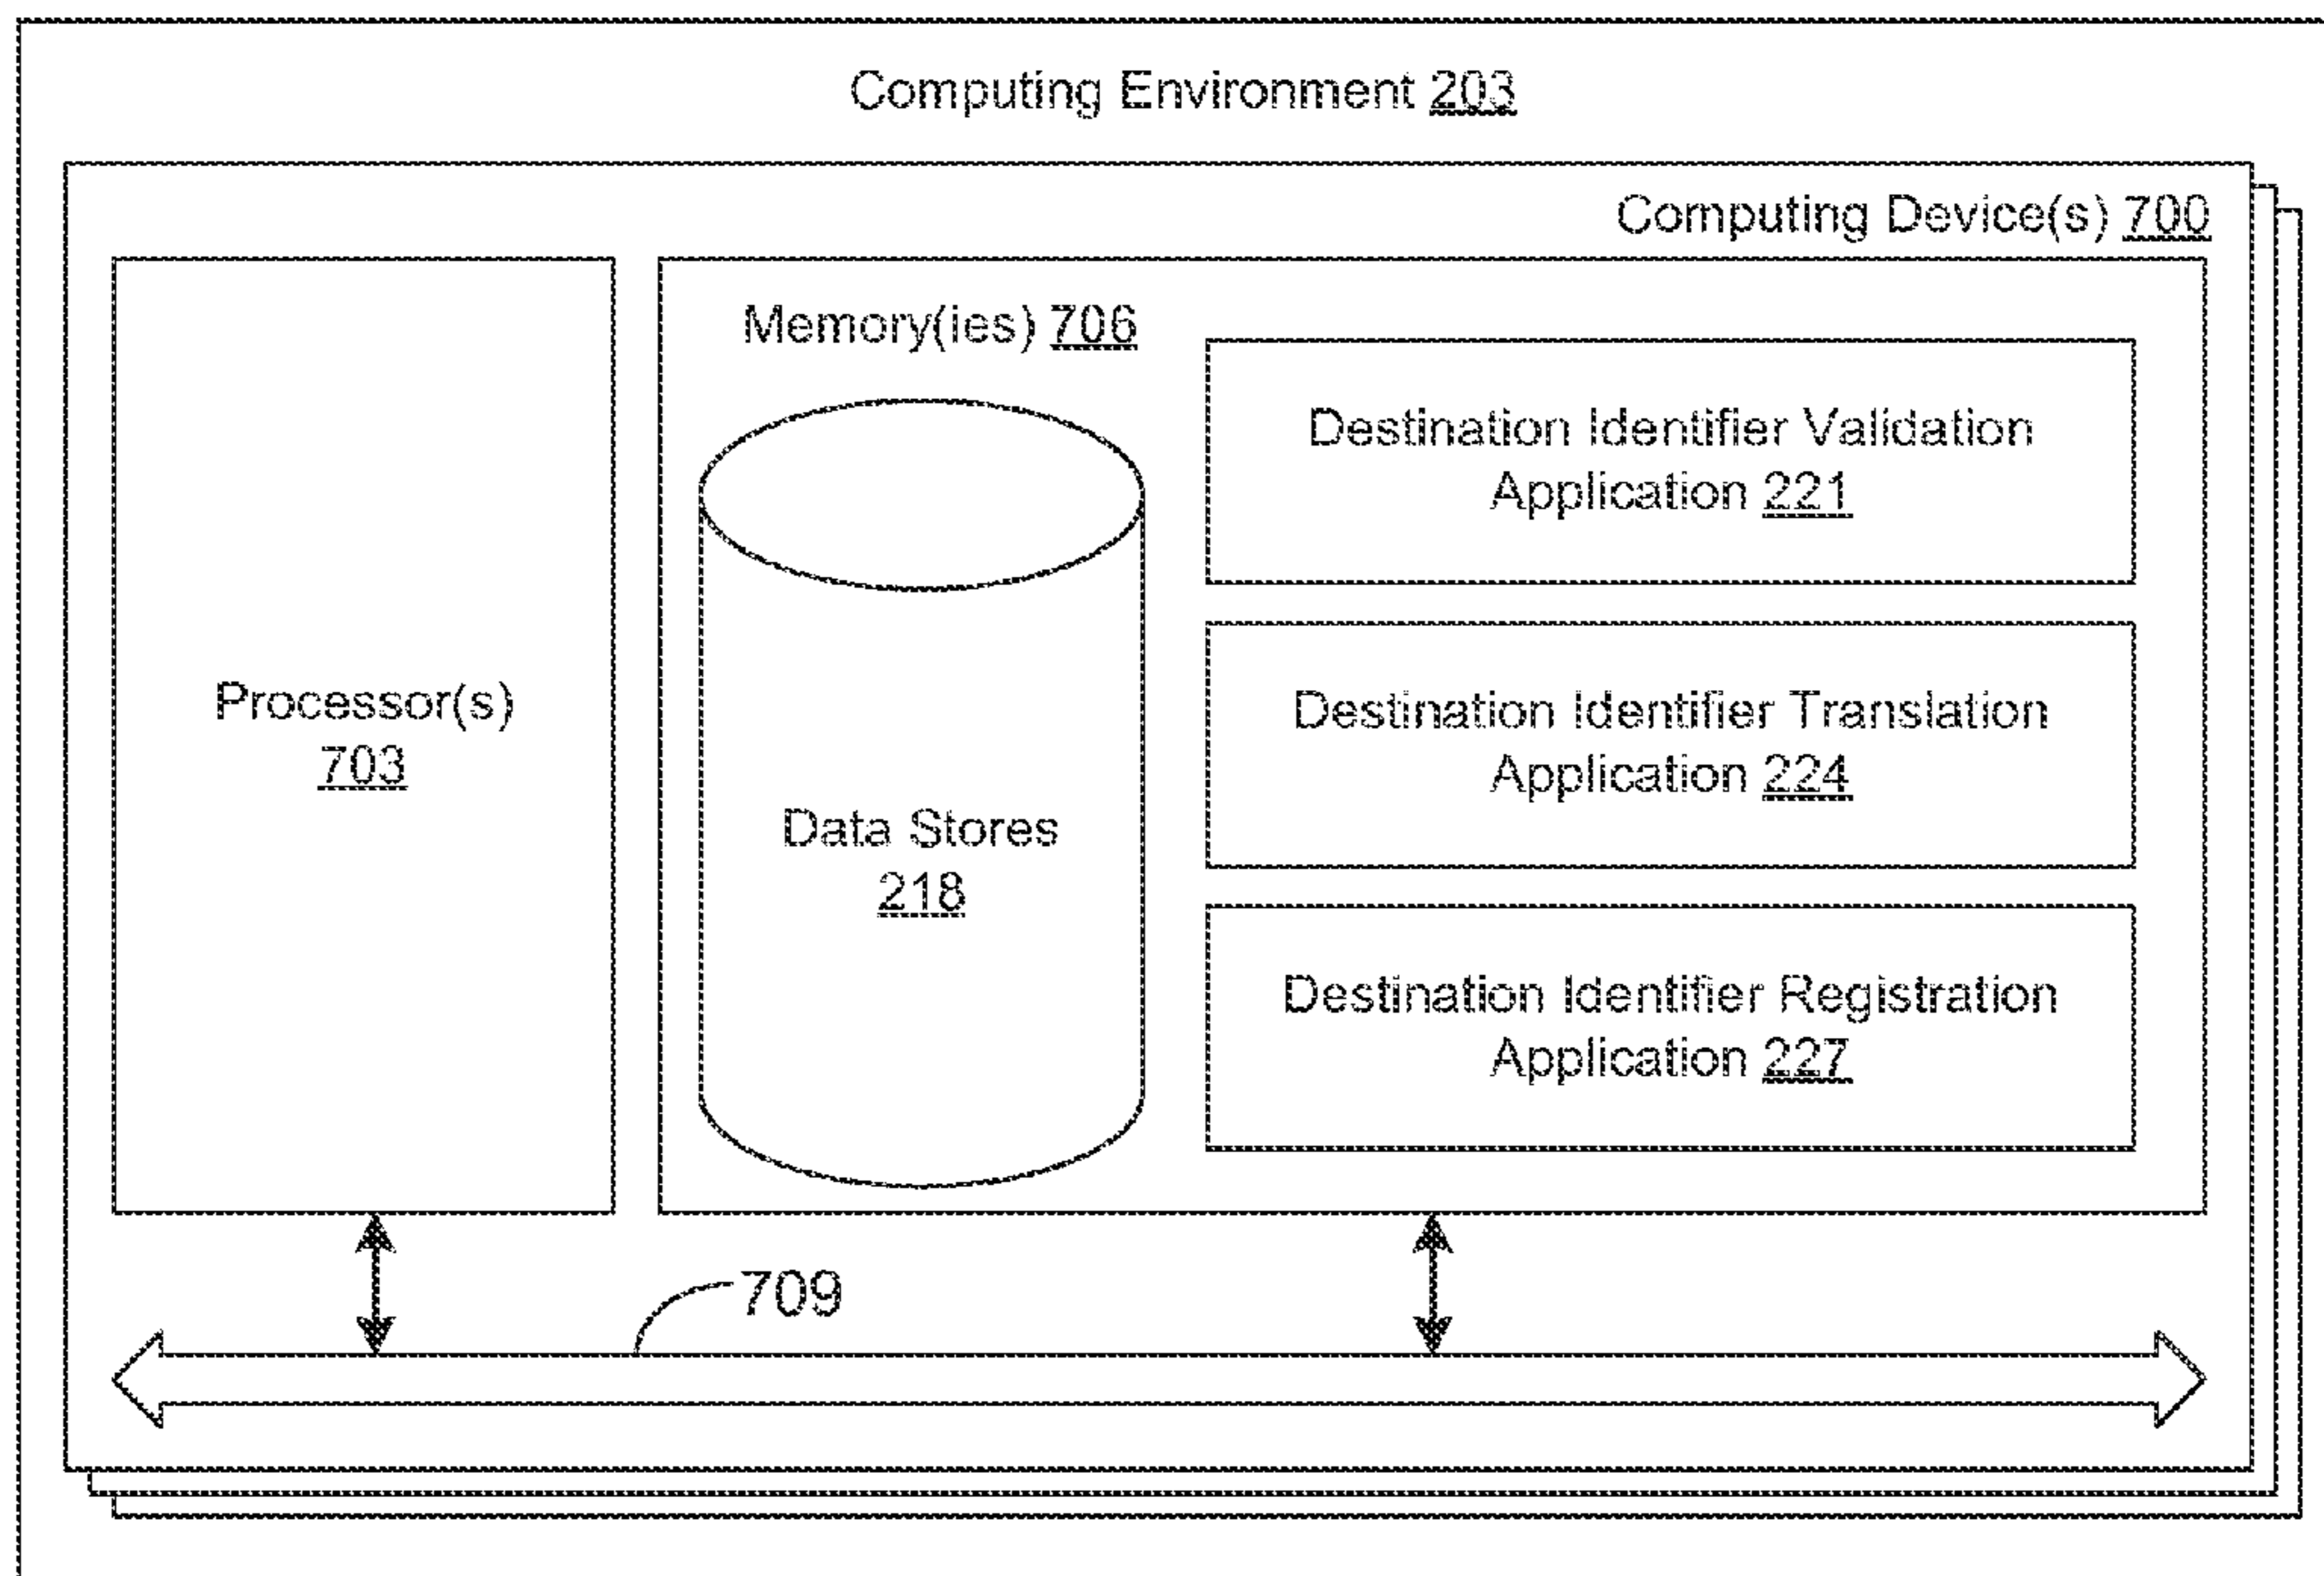 Computing Environment 203
Computing Device(s) 700
Processor(s)
703
Memory(ies) 706
Data Stores
218
Destination Identifier Validation
Application 221
Destination Identifier Translation
Application 224
Destination Identifier Registration
Application 227
709